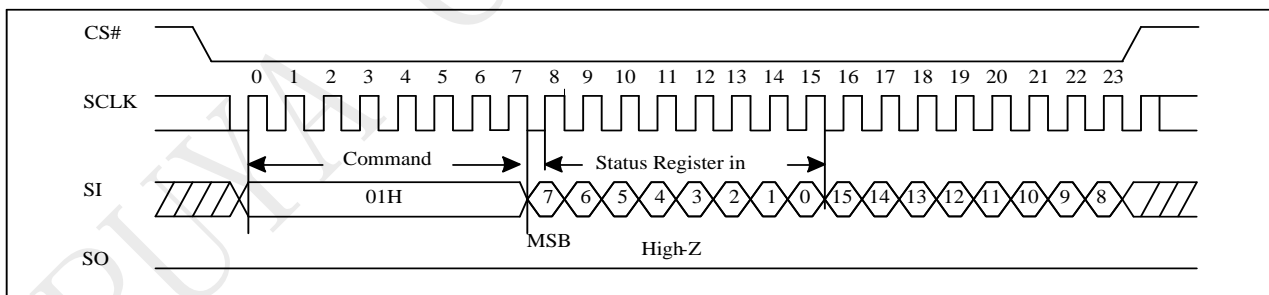 CS#
0 1 2 3 4 5 6 7 8 9 10 11 12 13 14 15 16 17 18 19 20 21 22 23
SCLK
Command Status Register in
SI
01H 7 6 5 4 3 2 1 0 15 14 13 12 11 10 9 8
MSB High-Z
SO
PUYA